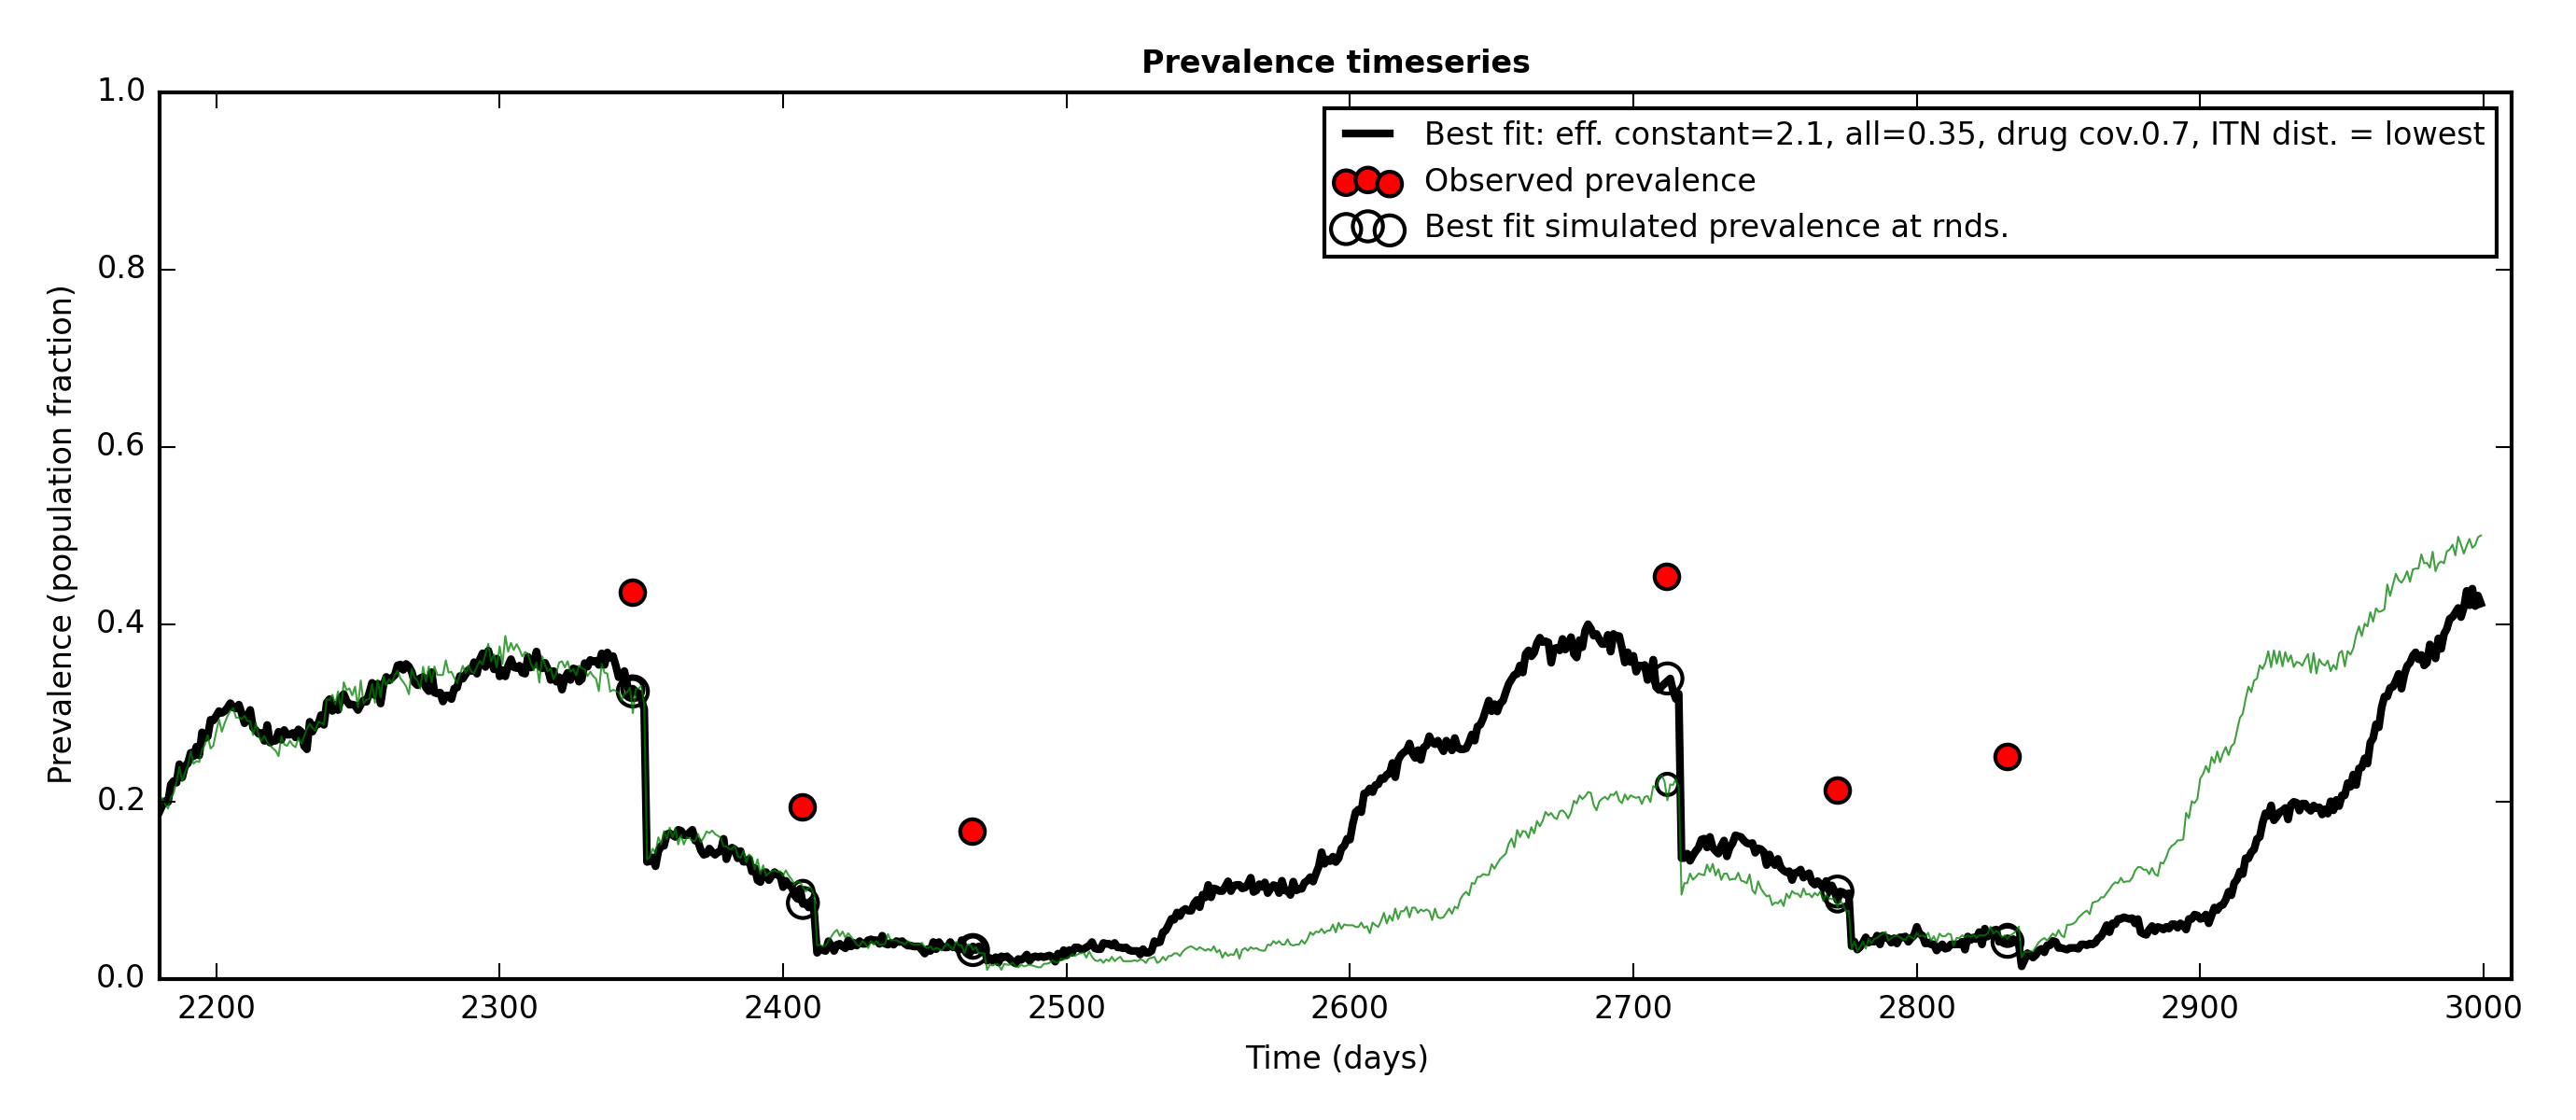 Prevalence timeseries
1.0
0.8
0.6
0.4
0.2
0.0
Prevalence (population fraction)
Best fit: eff. constant=2.1, all=0.35, drug cov.0.7, ITN dist. = lowest
Observed prevalence
Best fit simulated prevalence at rnds.
2200 2300 2400 2500 2600 2700 2800 2900 3000
Time (days)